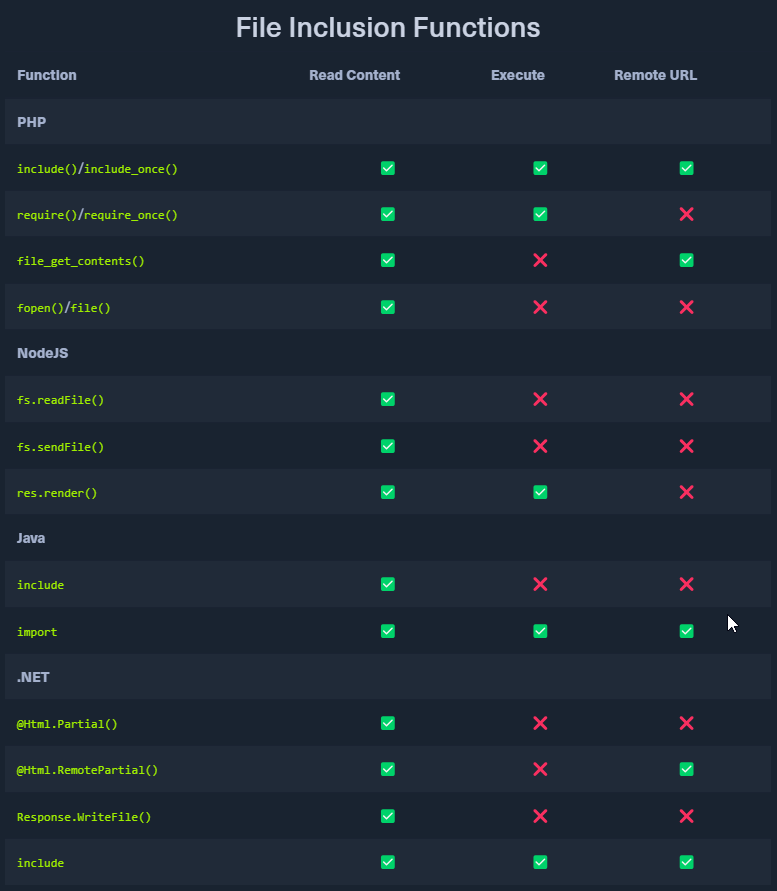 File Inclusion Functions
Function Read Content Execute Remote URL
PHP
include()/include_once() ✅ ✅ ✅
require()/require_once() ✅ ✅ ❌
file_get_contents() ✅ ❌ ✅
fopen()/file() ✅ ❌ ❌
NodeJS
fs.readFile() ✅ ❌ ❌
fs.sendFile() ✅ ❌ ❌
res.render() ✅ ✅ ❌
Java
include ✅ ❌ ❌
import ✅ ✅ ✅
.NET
@Html.Partial() ✅ ❌ ❌
@Html.RemotePartial() ✅ ❌ ✅
Response.WriteFile() ✅ ❌ ❌
include ✅ ✅ ✅